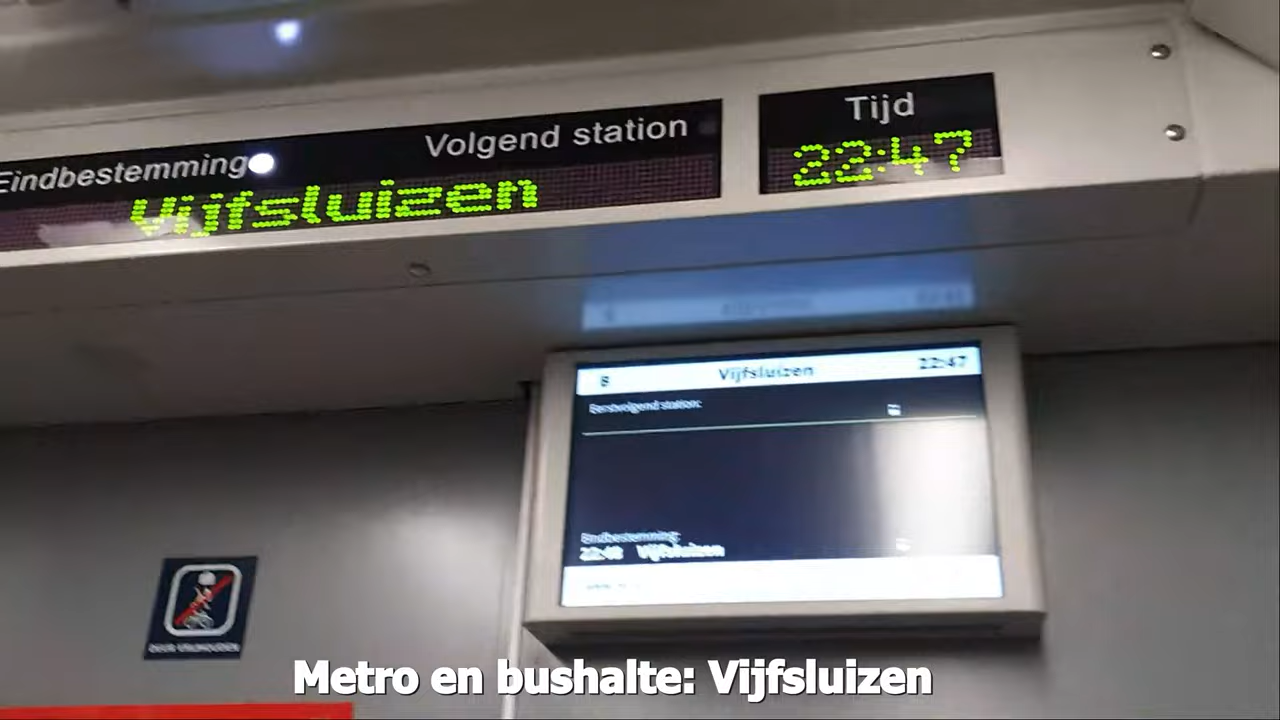 Eindbestemming
Volgend station
Vijfsluizen
Tijd
22:47
B Vijfsluizen 22:47
Eerstvolgend station:
Eindbestemming:
22:48 Vijfsluizen
Metro en bushalte: Vijfsluizen